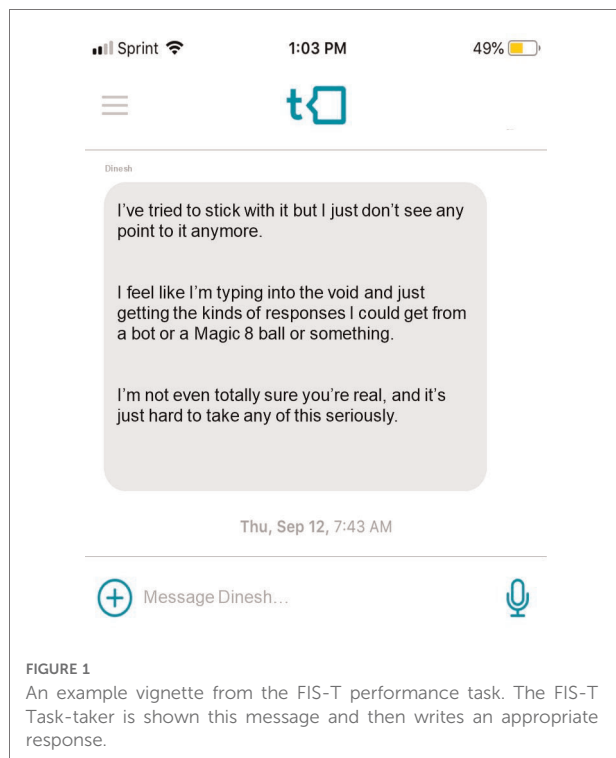 Sprint 1:03 PM 49%
t
Dinesh
I've tried to stick with it but I just don't see any
point to it anymore.
I feel like I'm typing into the void and just
getting the kinds of responses I could get from
a bot or a Magic 8 ball or something.
I'm not even totally sure you're real, and it's
just hard to take any of this seriously.
Thu, Sep 12, 7:43 AM
Message Dinesh...
FIGURE 1
An example vignette from the FIS-T performance task. The FIS-T
Task-taker is shown this message and then writes an appropriate
response.